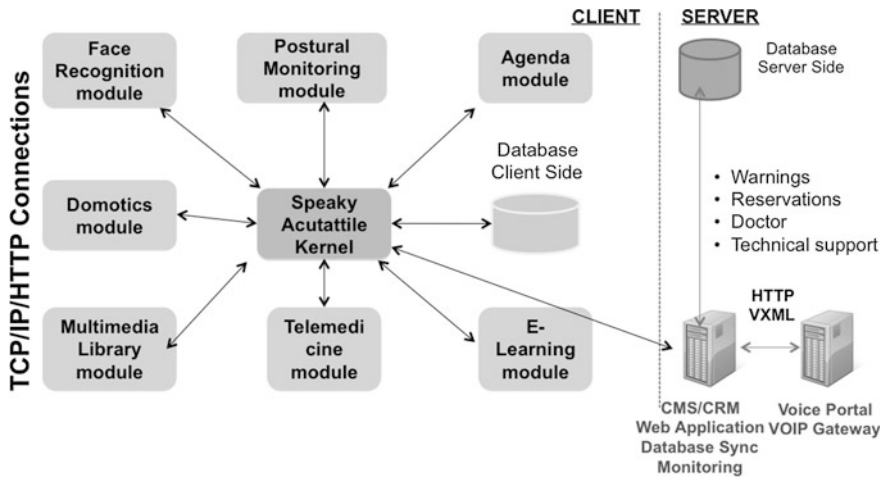 CLIENT
SERVER
TCP/IP/HTTP Connections
Face
Recognition
module
Postural
Monitoring
module
Agenda
module
Database
Server Side
Domotics
module
Speaky
Acutattile
Kernel
Database
Client Side
• Warnings
• Reservations
• Doctor
• Technical support
Multimedia
Library
module
Telemedi
cine
module
E-
Learning
module
HTTP
VXML
CMS/CRM
Web Application
Database Sync
Monitoring
Voice Portal
VOIP Gateway